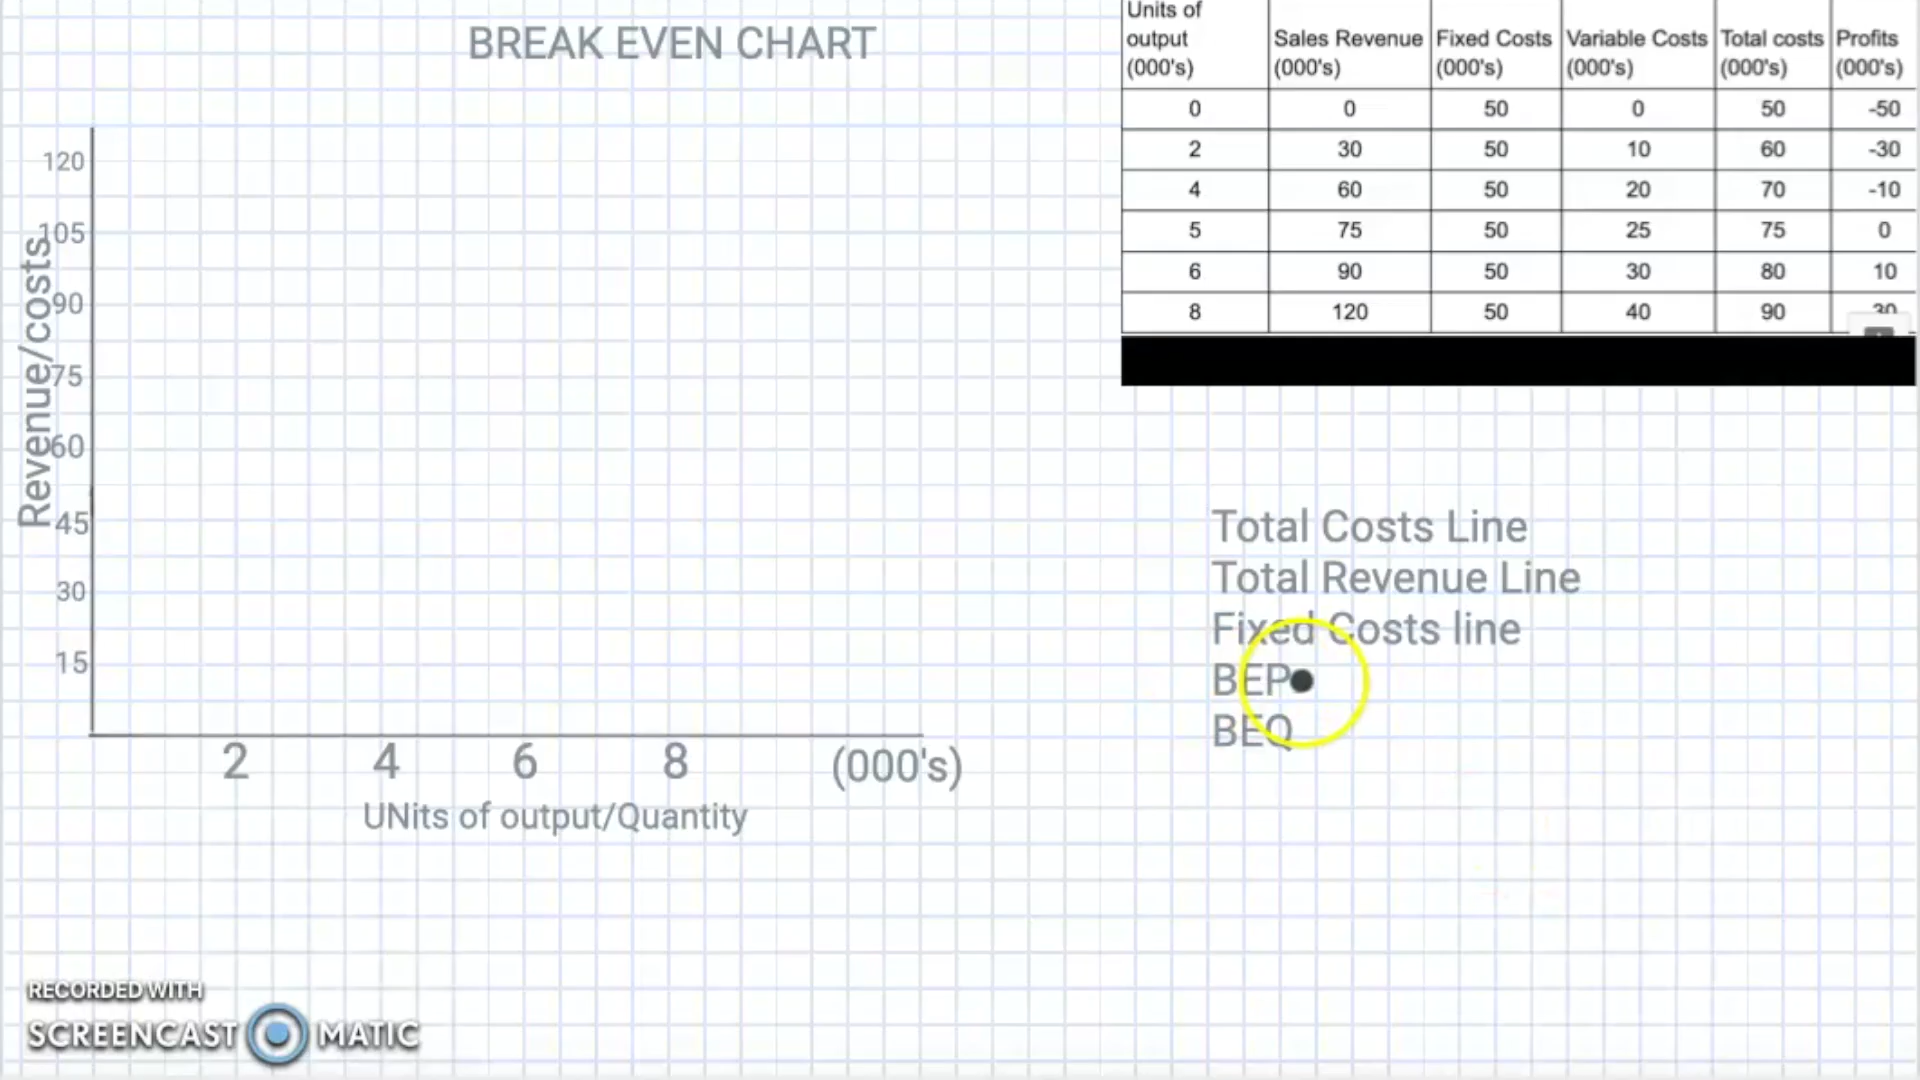 BREAK EVEN CHART
Units of
output Sales Revenue Fixed Costs Variable Costs Total costs Profits
(000's) (000's) (000's) (000's) (000's) (000's)
0 0 50 0 50 -50
2 30 50 10 60 -30
4 60 50 20 70 -10
5 75 50 25 75 0
6 90 50 30 80 10
8 120 50 40 90 30
Revenue/costs
120
105
90
75
60
45
30
15
2 4 6 8 (000's)
UNits of output/Quantity
Total Costs Line
Total Revenue Line
Fixed Costs line
BEP
BEQ
RECORDED WITH
SCREENCAST MATIC